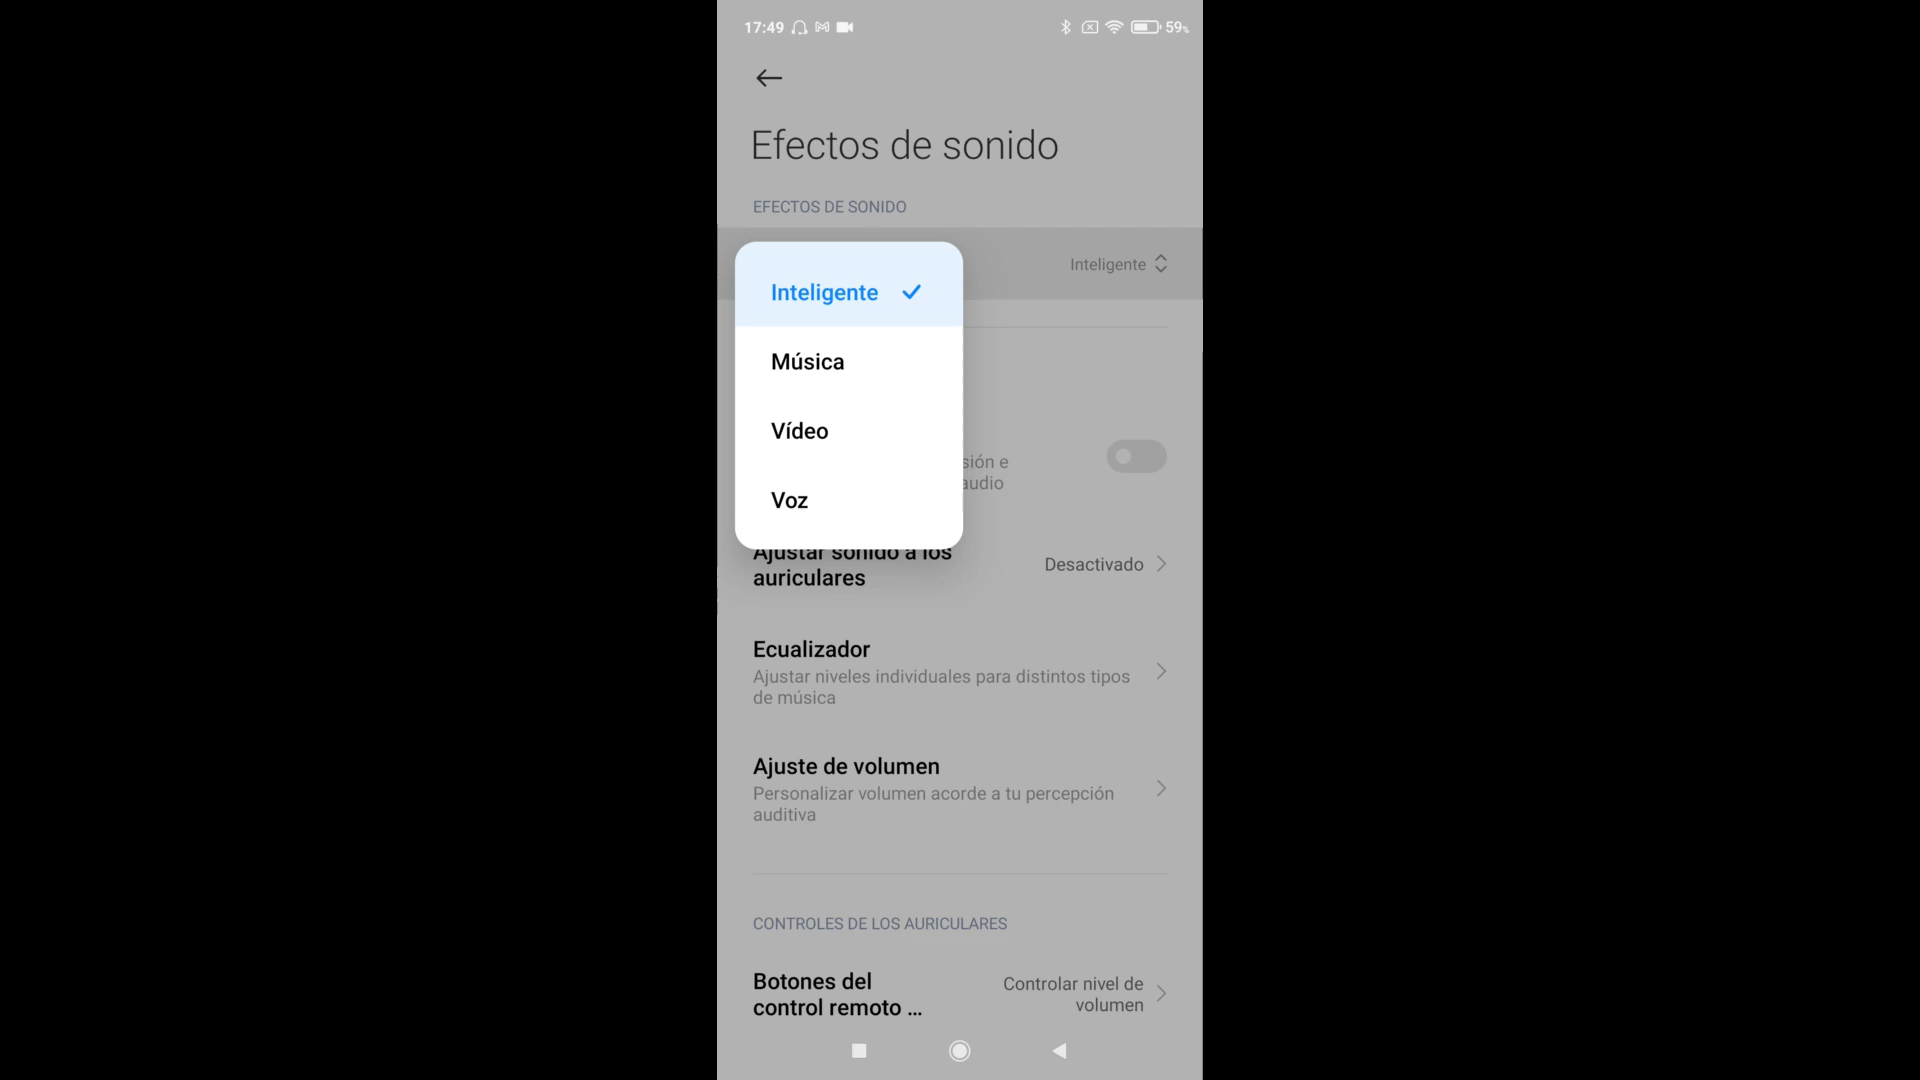 17:49 59%
Efectos de sonido
EFECTOS DE SONIDO
Inteligente
Inteligente
Música
Vídeo
sión e
audio
Voz
Ajustar sonido a los
auriculares
Desactivado
Ecualizador
Ajustar niveles individuales para distintos tipos
de música
Ajuste de volumen
Personalizar volumen acorde a tu percepción
auditiva
CONTROLES DE LOS AURICULARES
Botones del
control remoto ...
Controlar nivel de
volumen